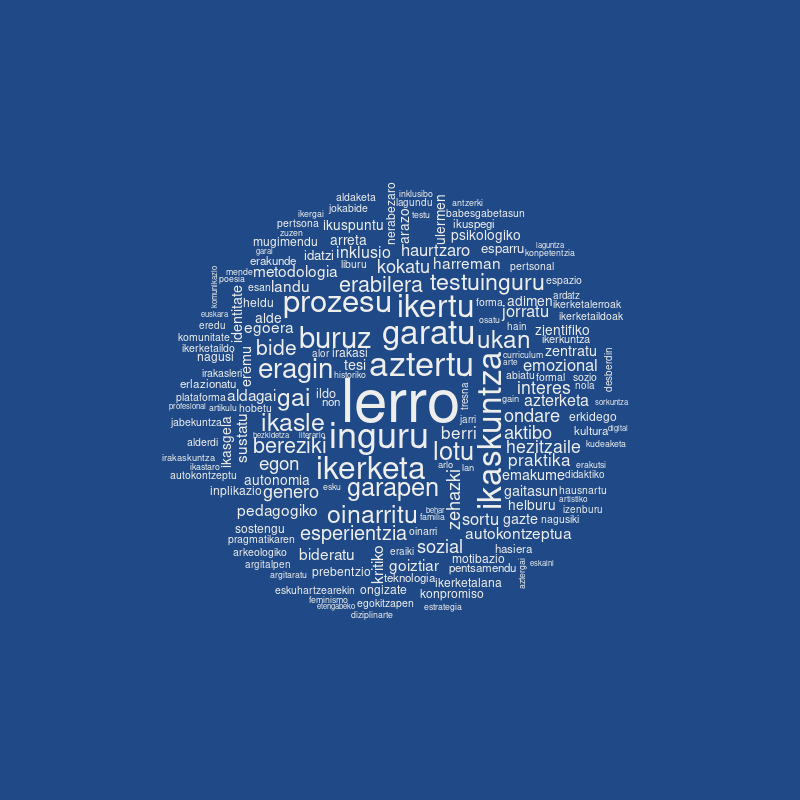 aldaketa
inklusibo
lagundu
antzerki
ikergai
jokabide
nerabezaro
arazo
testu
ulermen
babesgabetasun
pertsona
ikuspuntu
ikuspegi
zuzen
mugimendu
arreta
psikologiko
laguntza
garai
idatzi
inklusio
haurtzaro
esparru
konpetentzia
erakunde
liburu
kokatu
harreman
pertsonal
komunikazio
mende
metodologia
poesia
esan
landu
erabilera
testuinguru
espazio
heldu
prozesu
ikertu
forma
adimen
ardatz
ikerketalerroak
euskara
identitate
alde
jorratu
ikerketaildoak
eredu
egoera
buruz
garatu
osatu
hain
zientifiko
komunitate
ukan
ikerkuntza
ikerketaildo
bide
alor
irakasi
zentratu
nagusi
eremu
eragin
tesi
aztertu
curriculum
arte
emozional
desberdin
irakasleri
historiko
abiatu
formal
sozio
erlazionatu
interes
nola
plataforma
aldagai
gai
ildo
non
lerro
tresna
ikaskuntza
gain
azterketa
sorkuntza
profesional
artikulu
hobetu
jabekuntza
ikasle
jarri
ondare
erkidego
ikasgela
sustatu
hezkidetza
literario
inguru
berri
aktibo
kultura
digital
alderdi
bereziki
lotu
hezitzaile
kudeaketa
irakaskuntza
ikastaro
egon
ikerketa
arlo
lan
praktika
erakutsi
autokontzeptu
autonomia
zehazki
emakume
didaktiko
inplikazio
genero
esku
garapen
gaitasun
hausnartu
artistiko
pedagogiko
oinarritu
behar
familia
helburu
izenburu
sortu
gazte
nagusiki
sostengu
esperientzia
oinarri
autokontzeptua
pragmatikaren
arkeologiko
bideratu
kritiko
eraiki
sozial
hasiera
argitalpen
goiztiar
motibazio
eskaini
argitaratu
prebentzio
pentsamendu
aztergai
teknologia
ikerketalana
eskuhartzearekin
ongizate
konpromiso
feminismo
etengabeko
egokitzapen
estrategia
diziplinarte